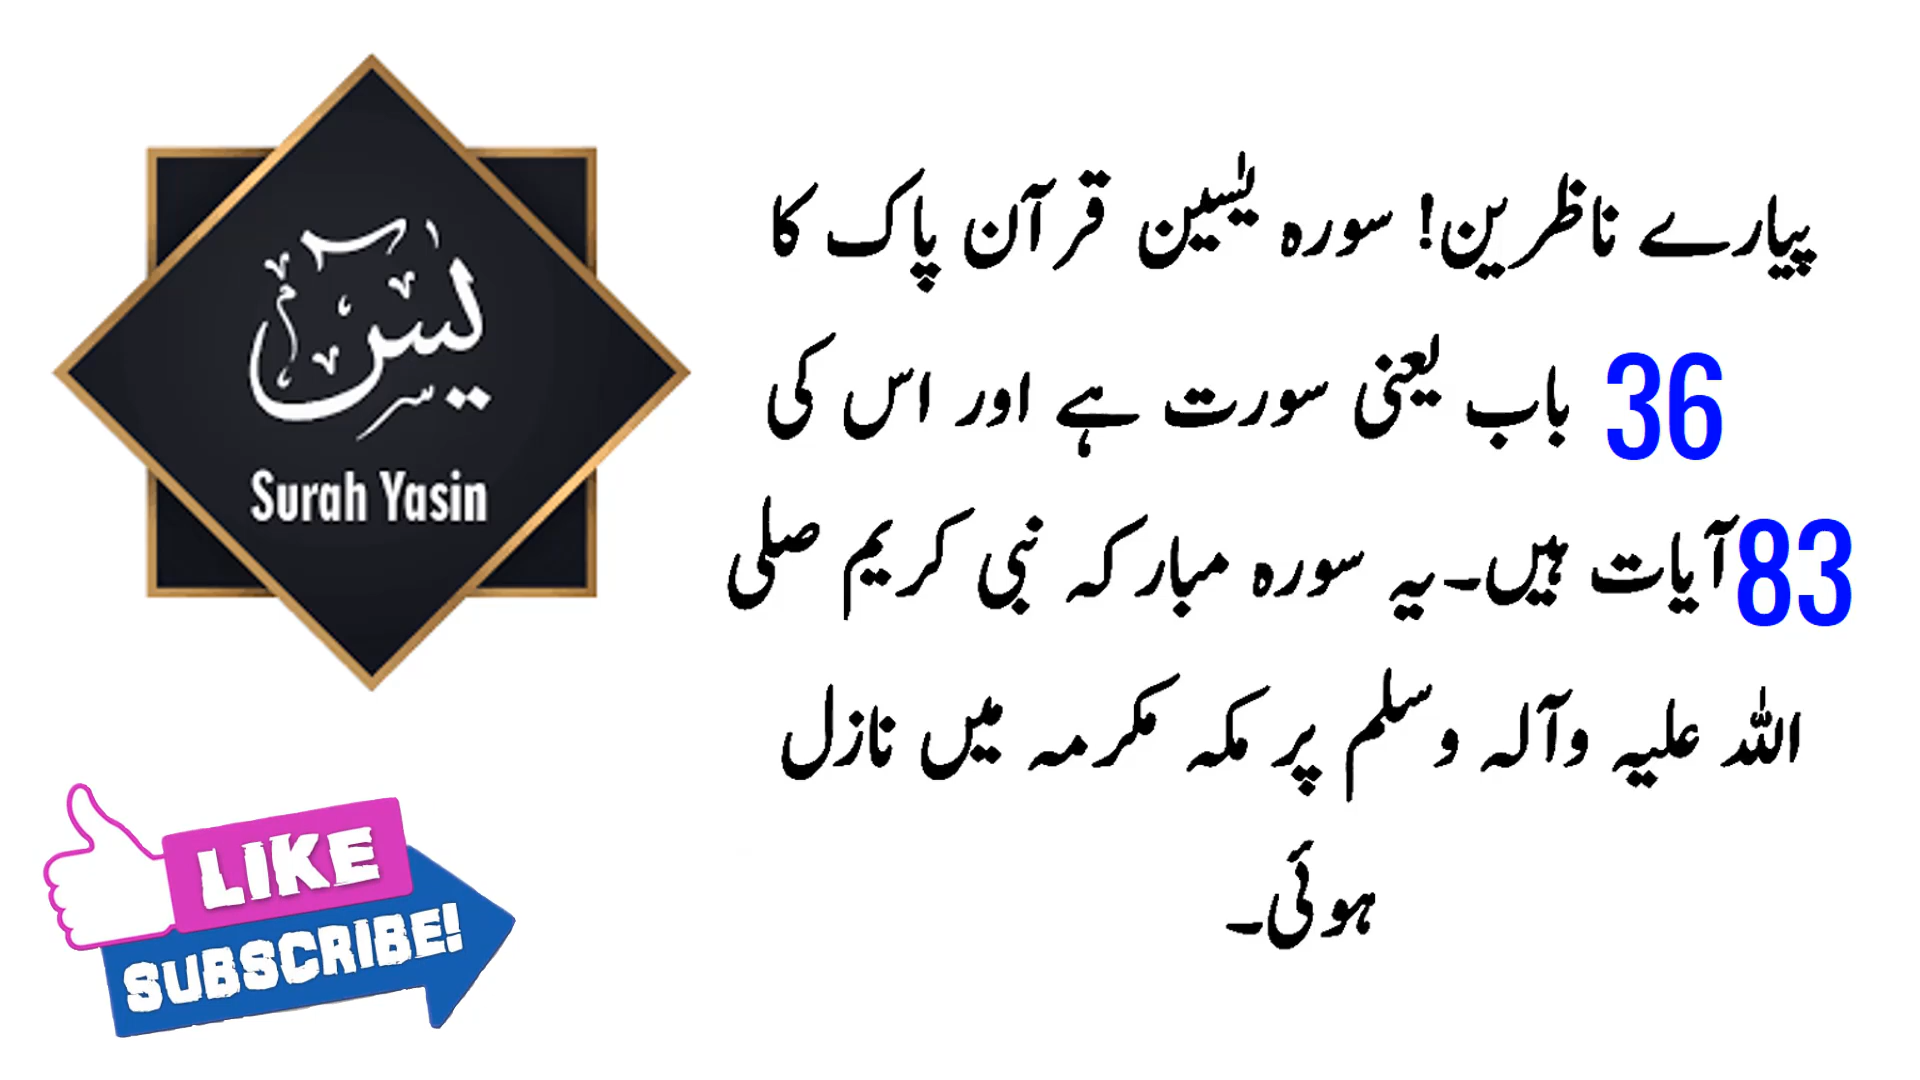 پیارے ناظرین! سورہ یٰسین قرآن پاک کا
36 باب یعنی سورت ہے اور اس کی
83آیات ہیں۔یہ سورہ مبارکہ نبی کریم صلی
اللہ علیہ وآلہ وسلم پر مکہ مکرمہ میں نازل
ہوئی۔
يٰسٓ
Surah Yasin
LIKE
SUBSCRIBE!